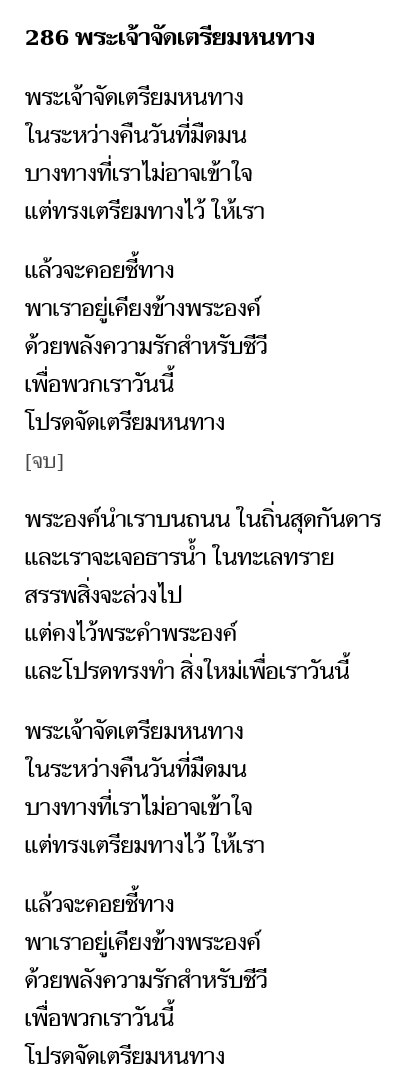 286 พระเจ้าจัดเตรียมหนทาง
พระเจ้าจัดเตรียมหนทาง
ในระหว่างคืนวันที่มืดมน
บางทางที่เราไม่อาจเข้าใจ
แต่ทรงเตรียมทางไว้ ให้เรา
แล้วจะคอยชี้ทาง
พาเราอยู่เคียงข้างพระองค์
ด้วยพลังความรักสำหรับชีวี
เพื่อพวกเราวันนี้
โปรดจัดเตรียมหนทาง
[จบ]
พระองค์นำเราบนถนน ในถิ่นสุดกันดาร
และเราจะเจอธารน้ำ ในทะเลทราย
สรรพสิ่งจะล่วงไป
แต่คงไว้พระคำพระองค์
และโปรดทรงทำ สิ่งใหม่เพื่อเราวันนี้
พระเจ้าจัดเตรียมหนทาง
ในระหว่างคืนวันที่มืดมน
บางทางที่เราไม่อาจเข้าใจ
แต่ทรงเตรียมทางไว้ ให้เรา
แล้วจะคอยชี้ทาง
พาเราอยู่เคียงข้างพระองค์
ด้วยพลังความรักสำหรับชีวี
เพื่อพวกเราวันนี้
โปรดจัดเตรียมหนทาง